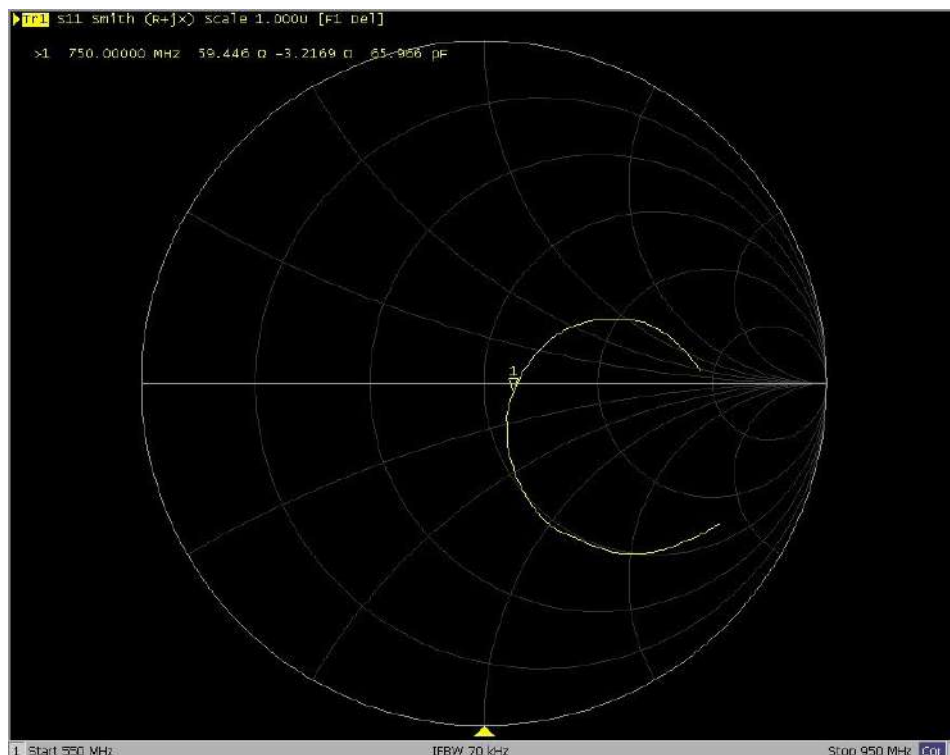 Tr1 S11 Smith (R+jX) Scale 1.000U [F1 Del]
>1 750.00000 MHz 59.446 Ω -3.2169 Ω 65.966 pF
1
1 Start 550 MHz IFBW 70 kHz Stop 950 MHz Cor